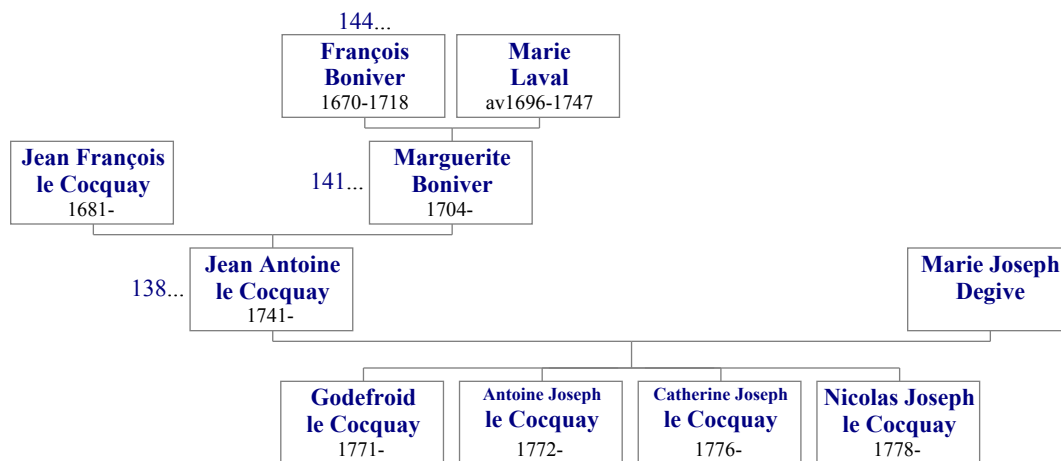 144...
François
Boniver
1670-1718
Marie
Laval
av1696-1747
Jean François
le Cocquay
1681-
141...
Marguerite
Boniver
1704-
138...
Jean Antoine
le Cocquay
1741-
Marie Joseph
Degive
Godefroid
le Cocquay
1771-
Antoine Joseph
le Cocquay
1772-
Catherine Joseph
le Cocquay
1776-
Nicolas Joseph
le Cocquay
1778-